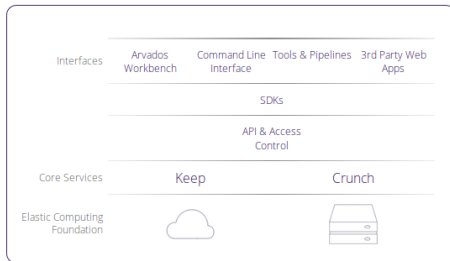 Interfaces
Arvados Workbench
Command Line Interface
Tools & Pipelines
3rd Party Web Apps
SDKs
API & Access
Control
Core Services
Keep
Crunch
Elastic Computing
Foundation